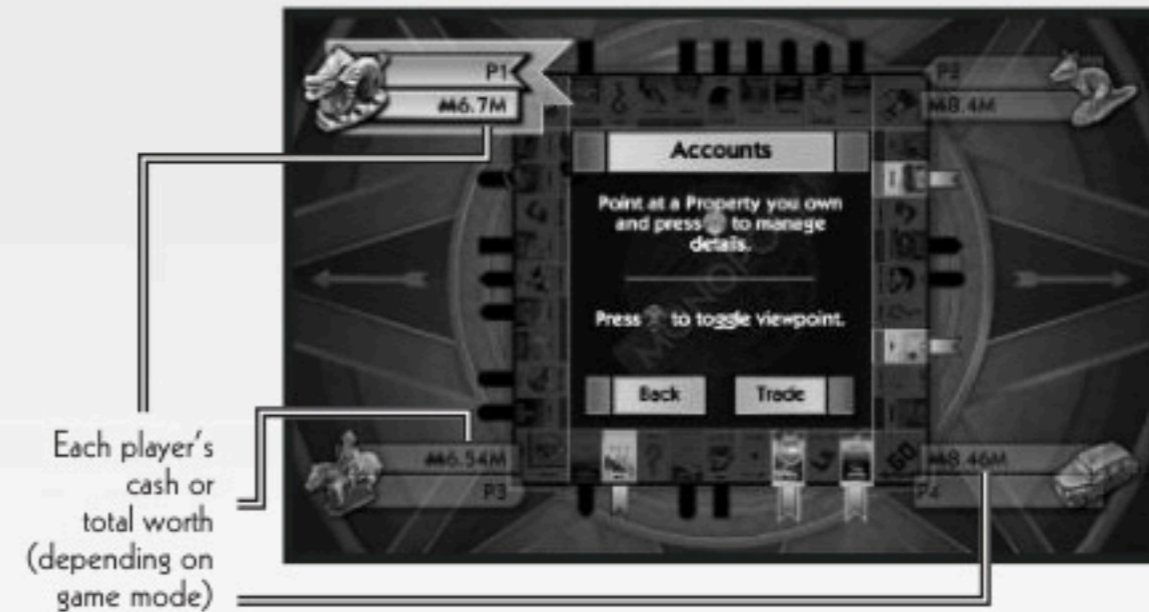 P1
₩6.7M
P2
₩8.4M
Accounts
Point at a Property you own
and press to manage
details.
MONOPO
Press to toggle viewpoint.
Back
Trade
Each player's
cash or
total worth
(depending on
game mode)
₩6.54M
P3
GO
₩8.46M
P4